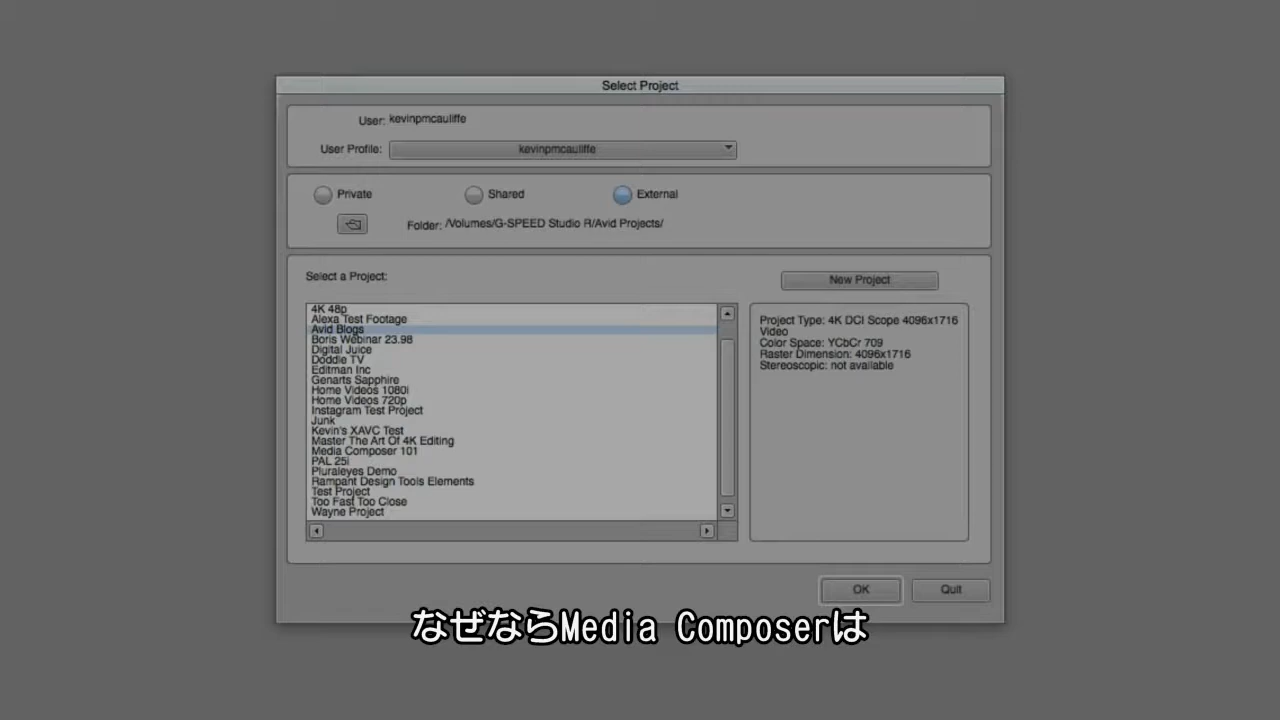 Select Project
User: kevinpmcauliffe
User Profile: kevinpmcauliffe
Private Shared External
Folder: /Volumes/G-SPEED Studio R/Avid Projects/
Select a Project:
New Project
4K 48p
Alexa Test Footage
Avid Blogs
Boris Webinar 23.98
Digital Juice
Doddle TV
Editman Inc
Genarts Sapphire
Home Videos 1080i
Home Videos 720p
Instagram Test Project
Junk
Kevin's XAVC Test
Master The Art Of 4K Editing
Media Composer 101
PAL 25i
Pluraleyes Demo
Rampant Design Tools Elements
Test Project
Too Fast Too Close
Wayne Project
Project Type: 4K DCI Scope 4096x1716
Video
Color Space: YCbCr 709
Raster Dimension: 4096x1716
Stereoscopic: not available
OK Quit
なぜならMedia Composerは